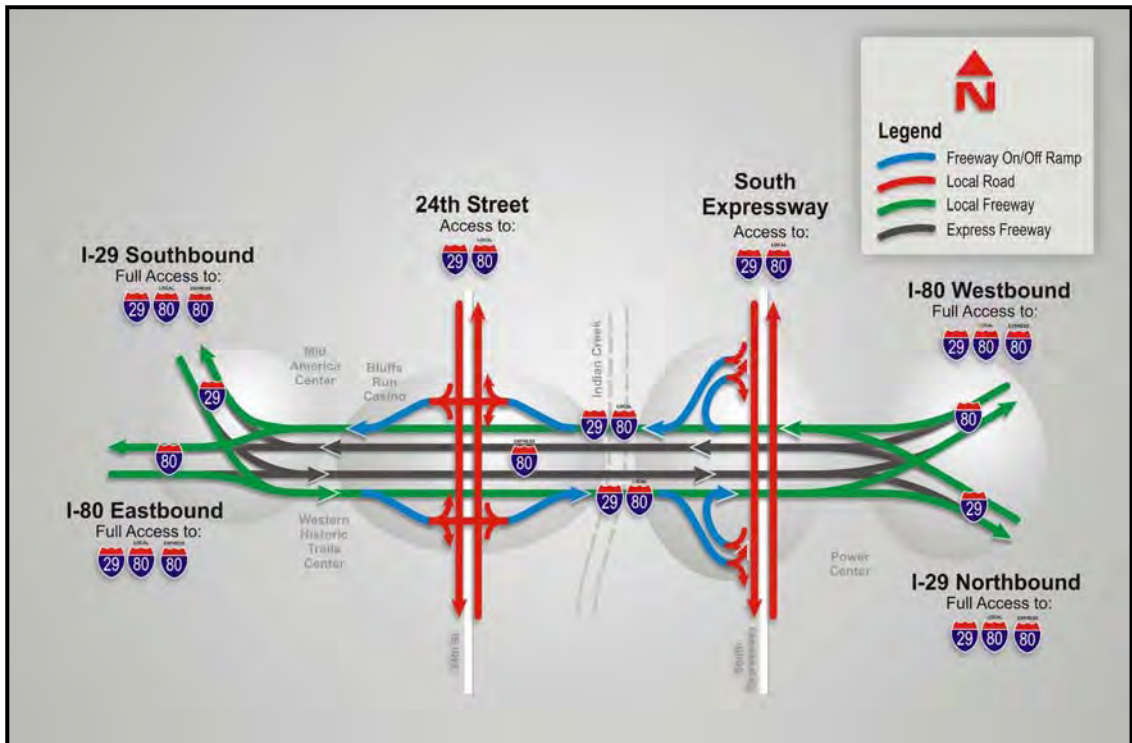 N
Legend
Freeway On/Off Ramp
Local Road
Local Freeway
Express Freeway
24th Street
Access to:
LOCAL
29 80
South
Expressway
Access to:
LOCAL
29 80
I-29 Southbound
Full Access to:
LOCAL EXPRESS
29 80 80
I-80 Westbound
Full Access to:
LOCAL EXPRESS
29 80 80
Mid
America
Center
Bluffs
Run
Casino
Indian Creek
29
80
LOCAL
29 80
EXPRESS
80
80
LOCAL
29 80
29
I-80 Eastbound
Full Access to:
LOCAL EXPRESS
29 80 80
Western
Historic
Trails
Center
Power
Center
I-29 Northbound
Full Access to:
LOCAL EXPRESS
29 80 80
South
Expressway